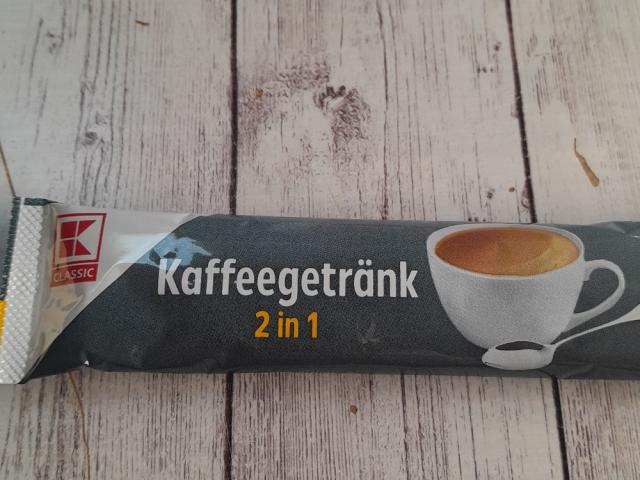 K
CLASSIC
Kaffeegetränk
2 in 1